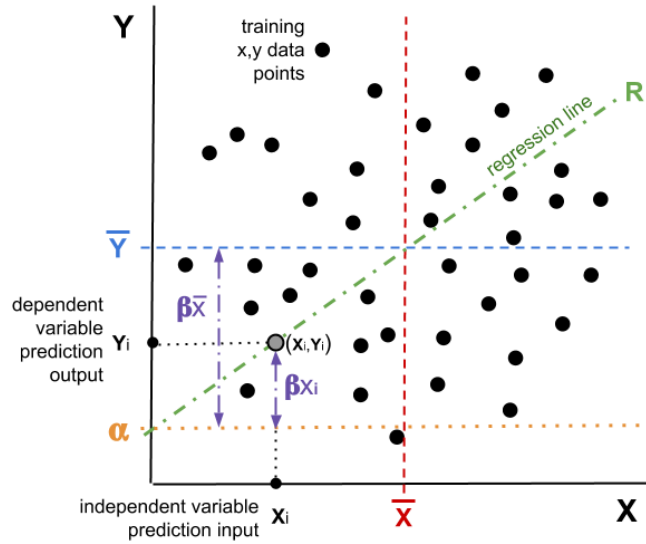 Y
training
x,y data
points
R
regression line
Y̅
βX̅
dependent
variable
prediction
output
Yᵢ
(Xᵢ,Yᵢ)
βXᵢ
α
independent variable
prediction input
Xᵢ
X̅
X